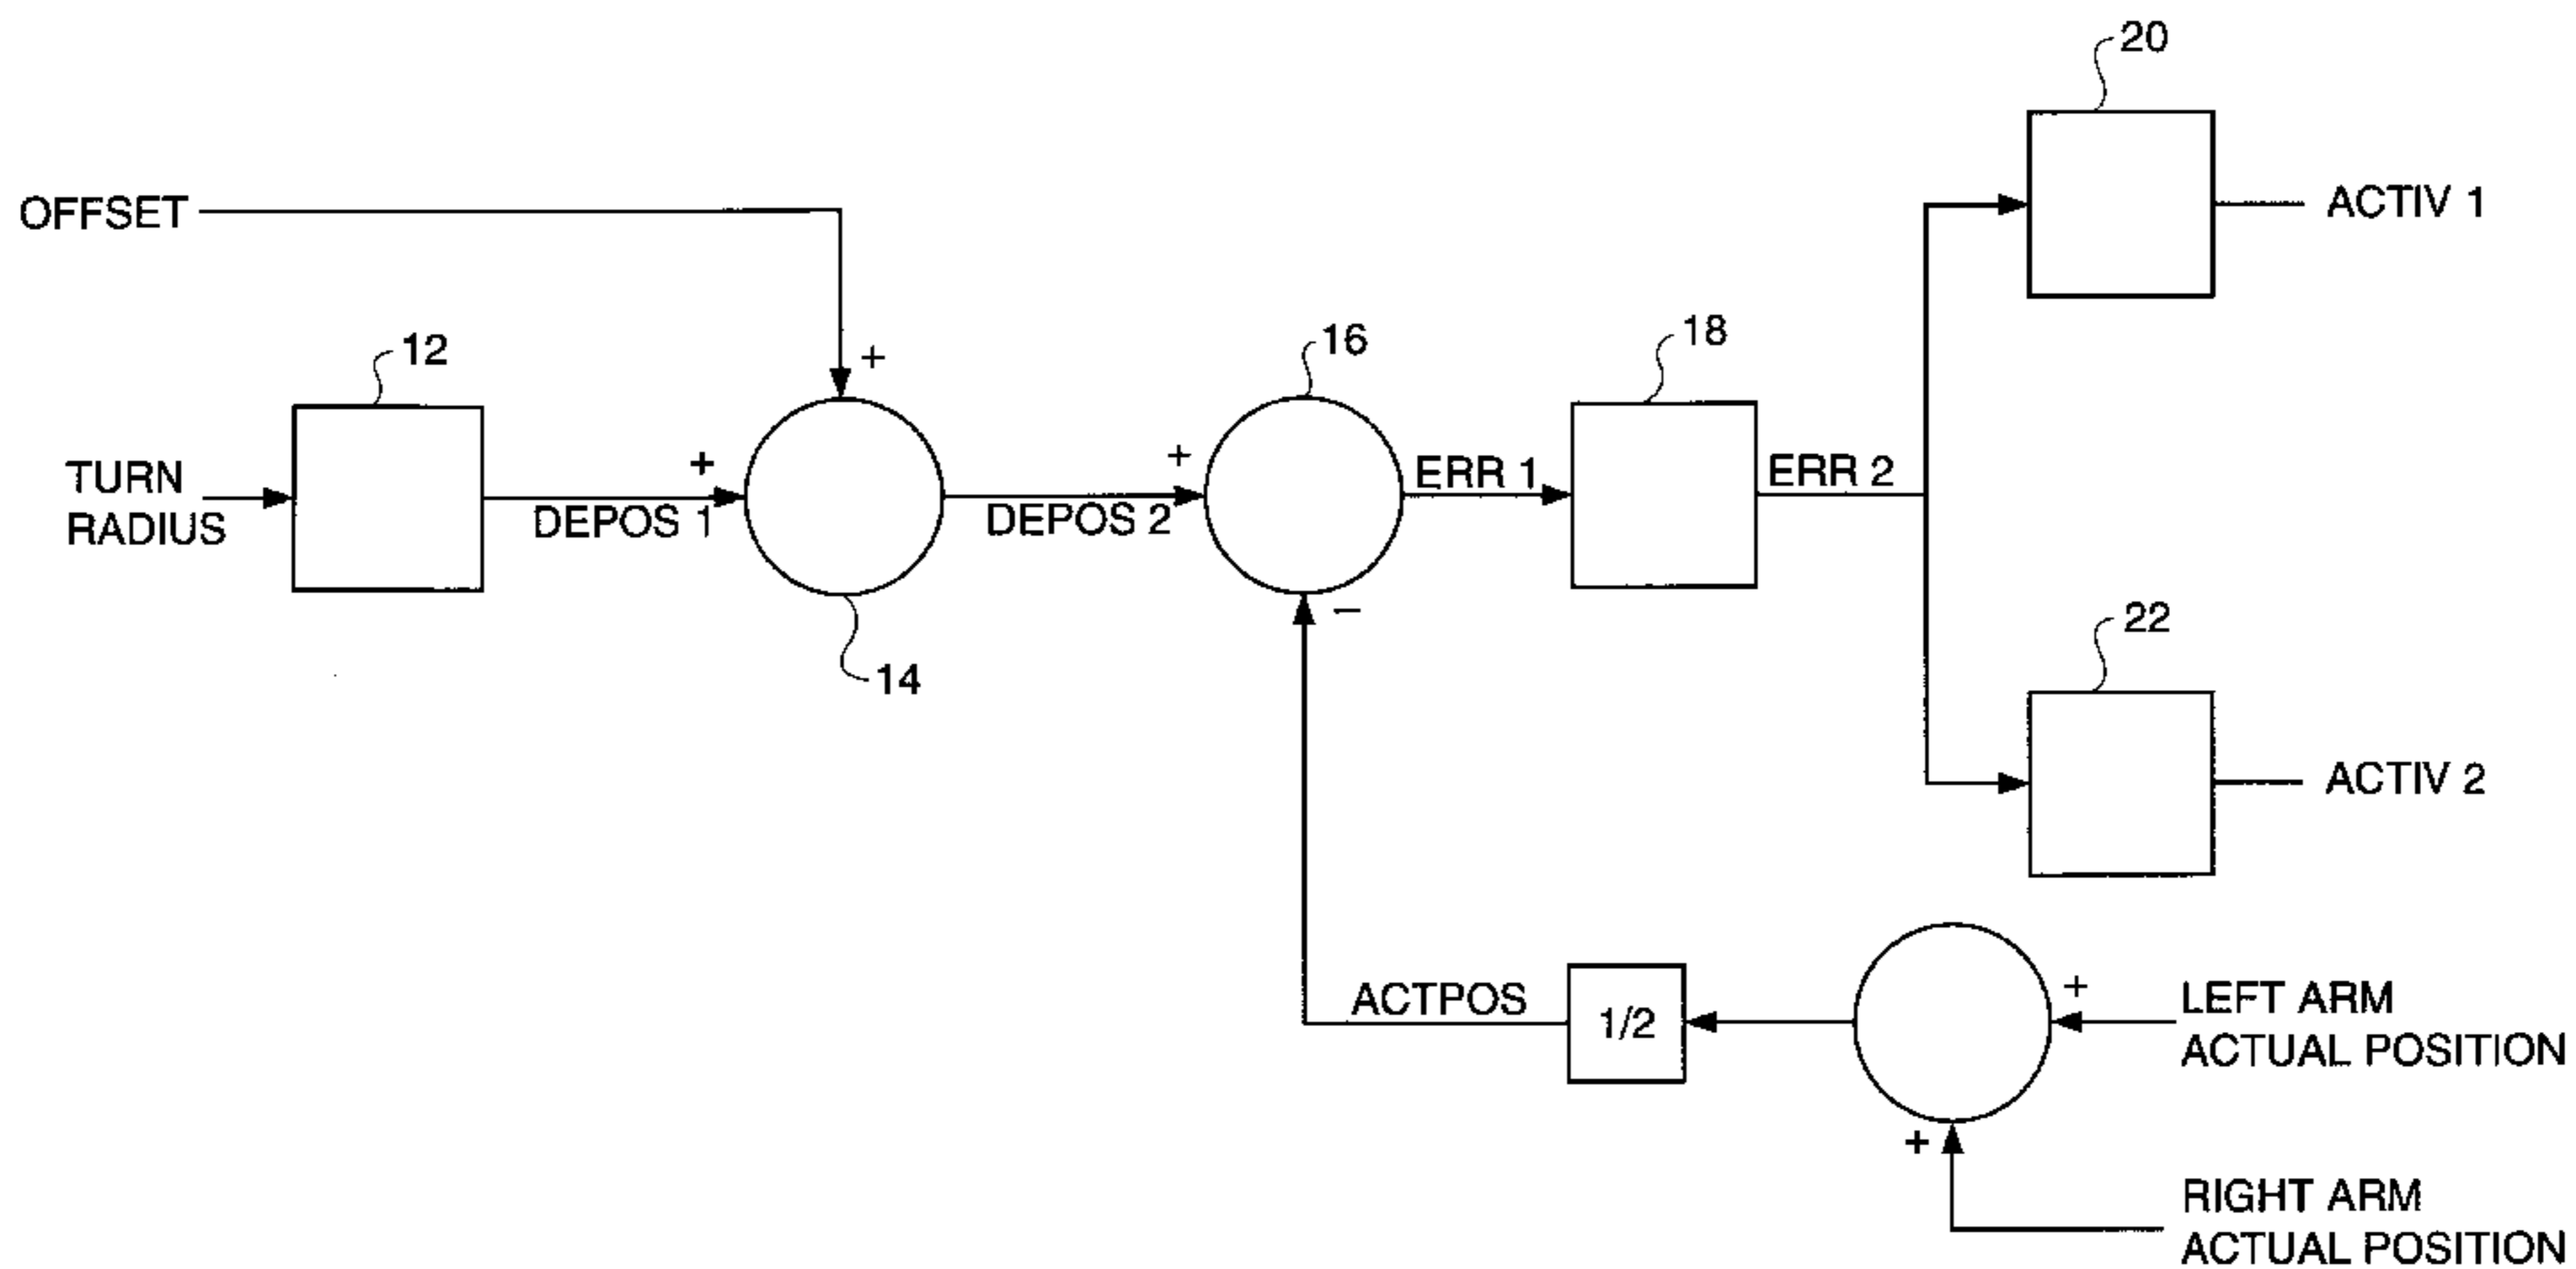 20
ACTIV 1
OFFSET
12
+
16
18
TURN
RADIUS
+
DEPOS 1
+
DEPOS 2
ERR 1
ERR 2
14
−
22
ACTIV 2
ACTPOS
1/2
+
LEFT ARM
ACTUAL POSITION
+
RIGHT ARM
ACTUAL POSITION